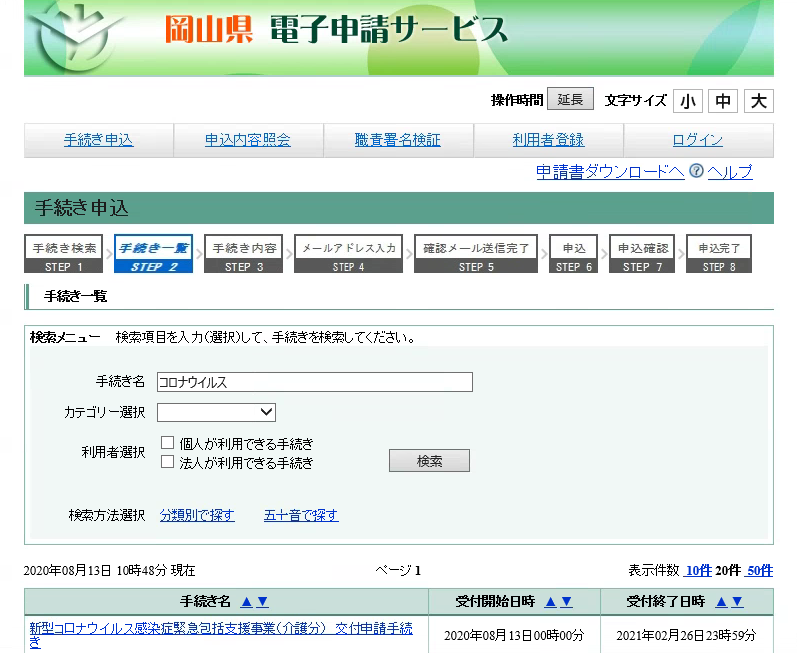 岡山県 電子申請サービス
操作時間 延長 文字サイズ 小 中 大
手続き申込 申込内容照会 職責署名検証 利用者登録 ログイン
申請書ダウンロードへ ? ヘルプ
手続き申込
手続き検索 手続き一覧 手続き内容 メールアドレス入力 確認メール送信完了 申込 申込確認 申込完了
STEP 1 STEP 2 STEP 3 STEP 4 STEP 5 STEP 6 STEP 7 STEP 8
手続き一覧
検索メニュー 検索項目を入力(選択)して、手続きを検索してください。
手続き名 コロナウイルス
カテゴリー選択
利用者選択 個人が利用できる手続き
法人が利用できる手続き
検索
検索方法選択 分類別で探す 五十音で探す
2020年08月13日 10時48分 現在 ページ 1 表示件数 10件 20件 50件
手続き名 ▲ ▼ 受付開始日時 ▲ ▼ 受付終了日時 ▲ ▼
新型コロナウイルス感染症緊急包括支援事業(介護分) 交付申請手続
き
2020年08月13日00時00分 2021年02月26日23時59分